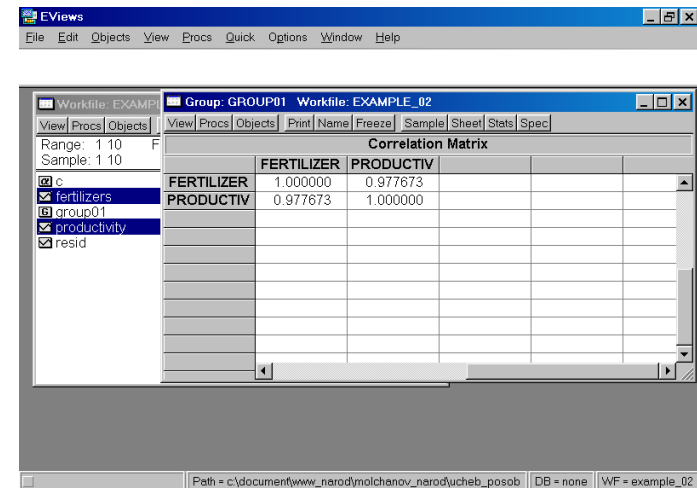 EViews
File Edit Objects View Procs Quick Options Window Help
Workfile: EXAMPL
View Procs Objects
Range: 1 10 F
Sample: 1 10
c
fertilizers
group01
productivity
resid
Group: GROUP01 Workfile: EXAMPLE_02
View Procs Objects Print Name Freeze Sample Sheet Stats Spec
Correlation Matrix
FERTILIZER PRODUCTIV
FERTILIZER 1.000000 0.977673
PRODUCTIV 0.977673 1.000000
Path = c:\document\www_narod\molchanov_narod\ucheb_posob DB = none WF = example_02